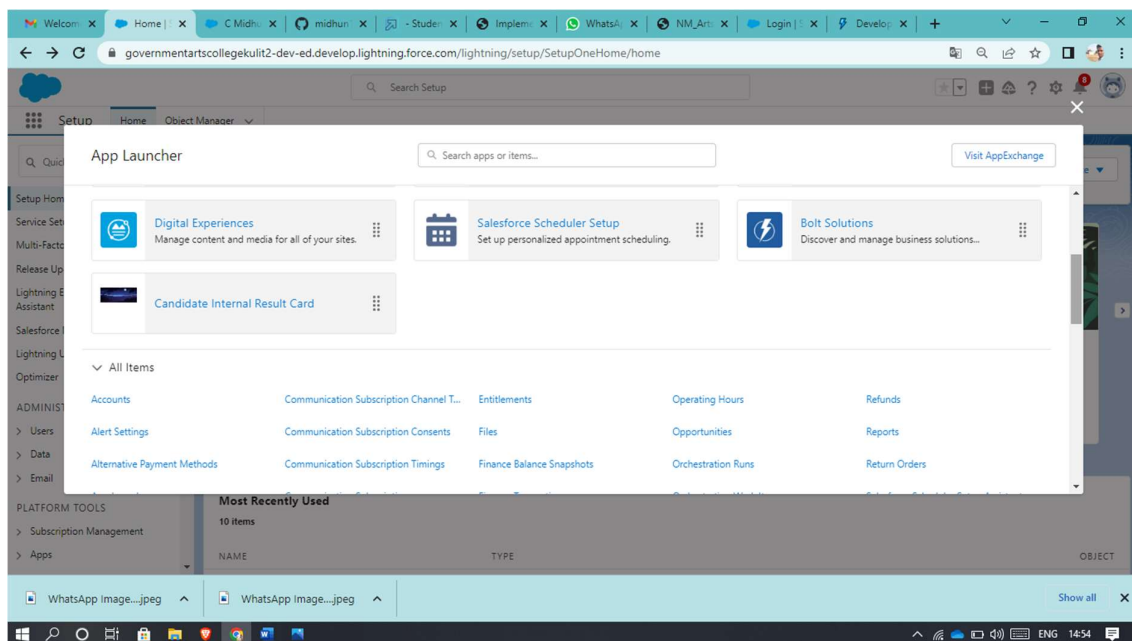 Welcom
Home | S
C Midhu
midhun
- Studen
Impleme
WhatsA
NM_Art
Login | S
Develop
governmentartscollegekulit2-dev-ed.develop.lightning.force.com/lightning/setup/SetupOneHome/home
Search Setup
8
Setup
Home
Object Manager
Quic
App Launcher
Search apps or items...
Visit AppExchange
Setup Hom
Service Set
Multi-Facto
Release Up
Lightning E
Assistant
Salesforce
Lightning U
Optimizer
ADMINIST
Users
Data
Email
PLATFORM TOOLS
Subscription Management
Apps
Digital Experiences
Manage content and media for all of your sites.
Salesforce Scheduler Setup
Set up personalized appointment scheduling.
Bolt Solutions
Discover and manage business solutions...
Candidate Internal Result Card
All Items
Accounts
Communication Subscription Channel T...
Entitlements
Operating Hours
Refunds
Alert Settings
Communication Subscription Consents
Files
Opportunities
Reports
Alternative Payment Methods
Communication Subscription Timings
Finance Balance Snapshots
Orchestration Runs
Return Orders
Most Recently Used
10 items
NAME
TYPE
OBJECT
WhatsApp Image....jpeg
WhatsApp Image....jpeg
Show all
ENG
14:54